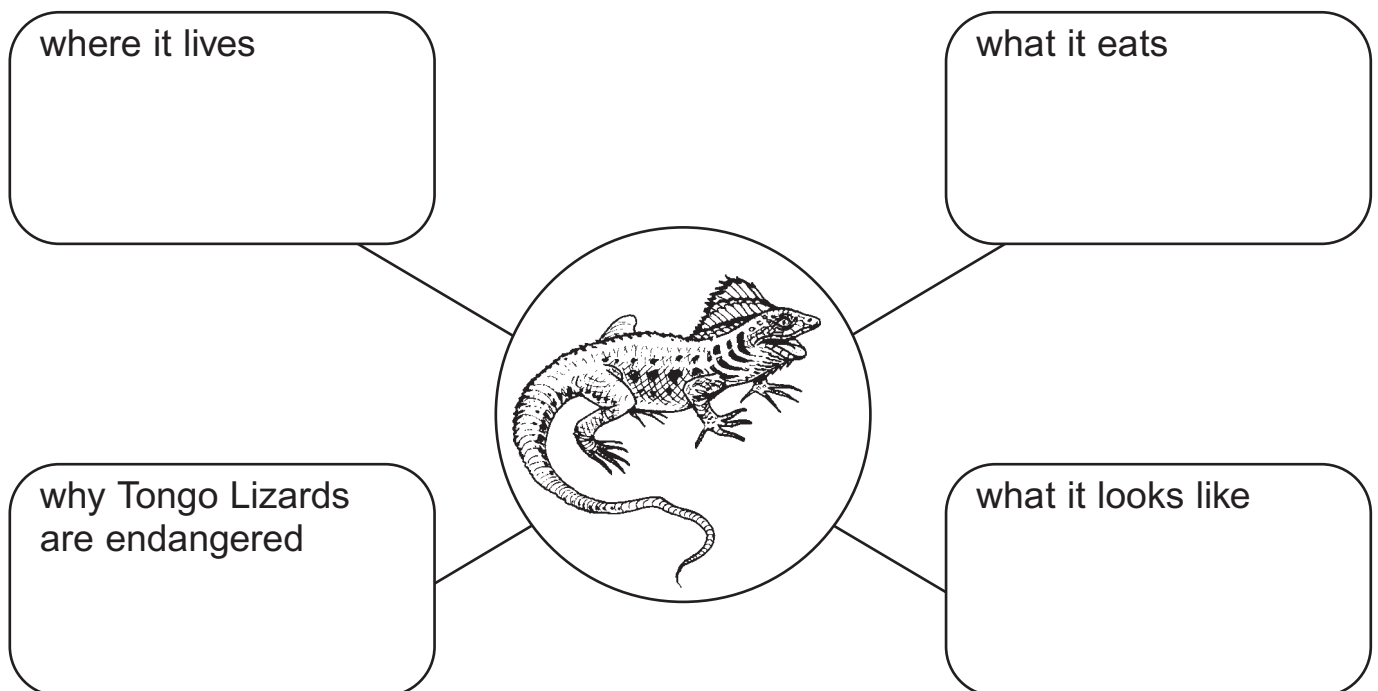 where it lives
what it eats
why Tongo Lizards
are endangered
what it looks like